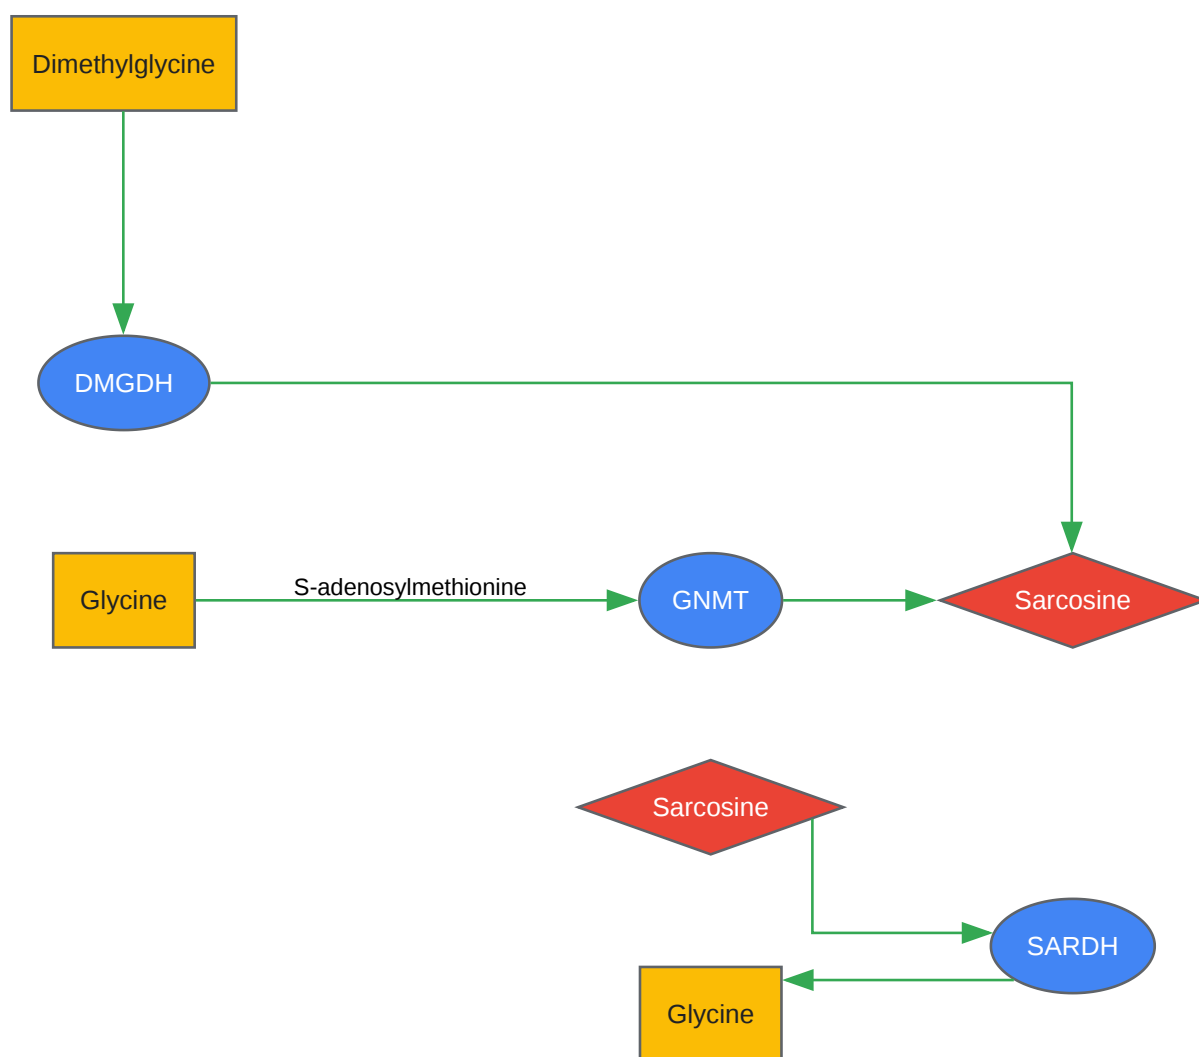 Dimethylglycine
DMGDH
Glycine
S-adenosylmethionine
GNMT
Sarcosine
Sarcosine
SARDH
Glycine